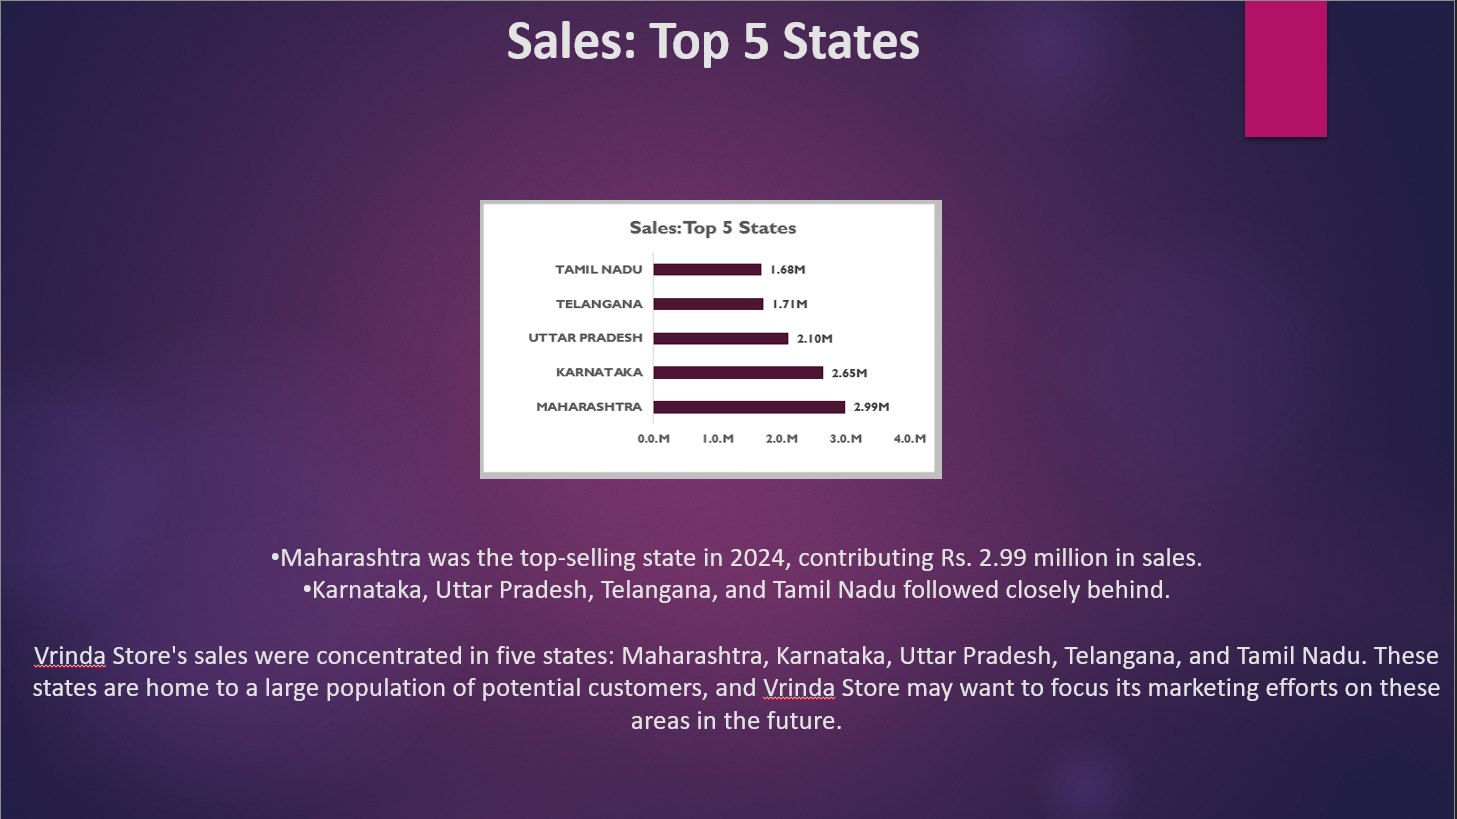 Sales: Top 5 States
Sales:Top 5 States
TAMIL NADU 1.68M
TELANGANA 1.71M
UTTAR PRADESH 2.10M
KARNATAKA 2.65M
MAHARASHTRA 2.99M
0.0.M 1.0.M 2.0.M 3.0.M 4.0.M
•Maharashtra was the top-selling state in 2024, contributing Rs. 2.99 million in sales.
•Karnataka, Uttar Pradesh, Telangana, and Tamil Nadu followed closely behind.
Vrinda Store's sales were concentrated in five states: Maharashtra, Karnataka, Uttar Pradesh, Telangana, and Tamil Nadu. These
states are home to a large population of potential customers, and Vrinda Store may want to focus its marketing efforts on these
areas in the future.